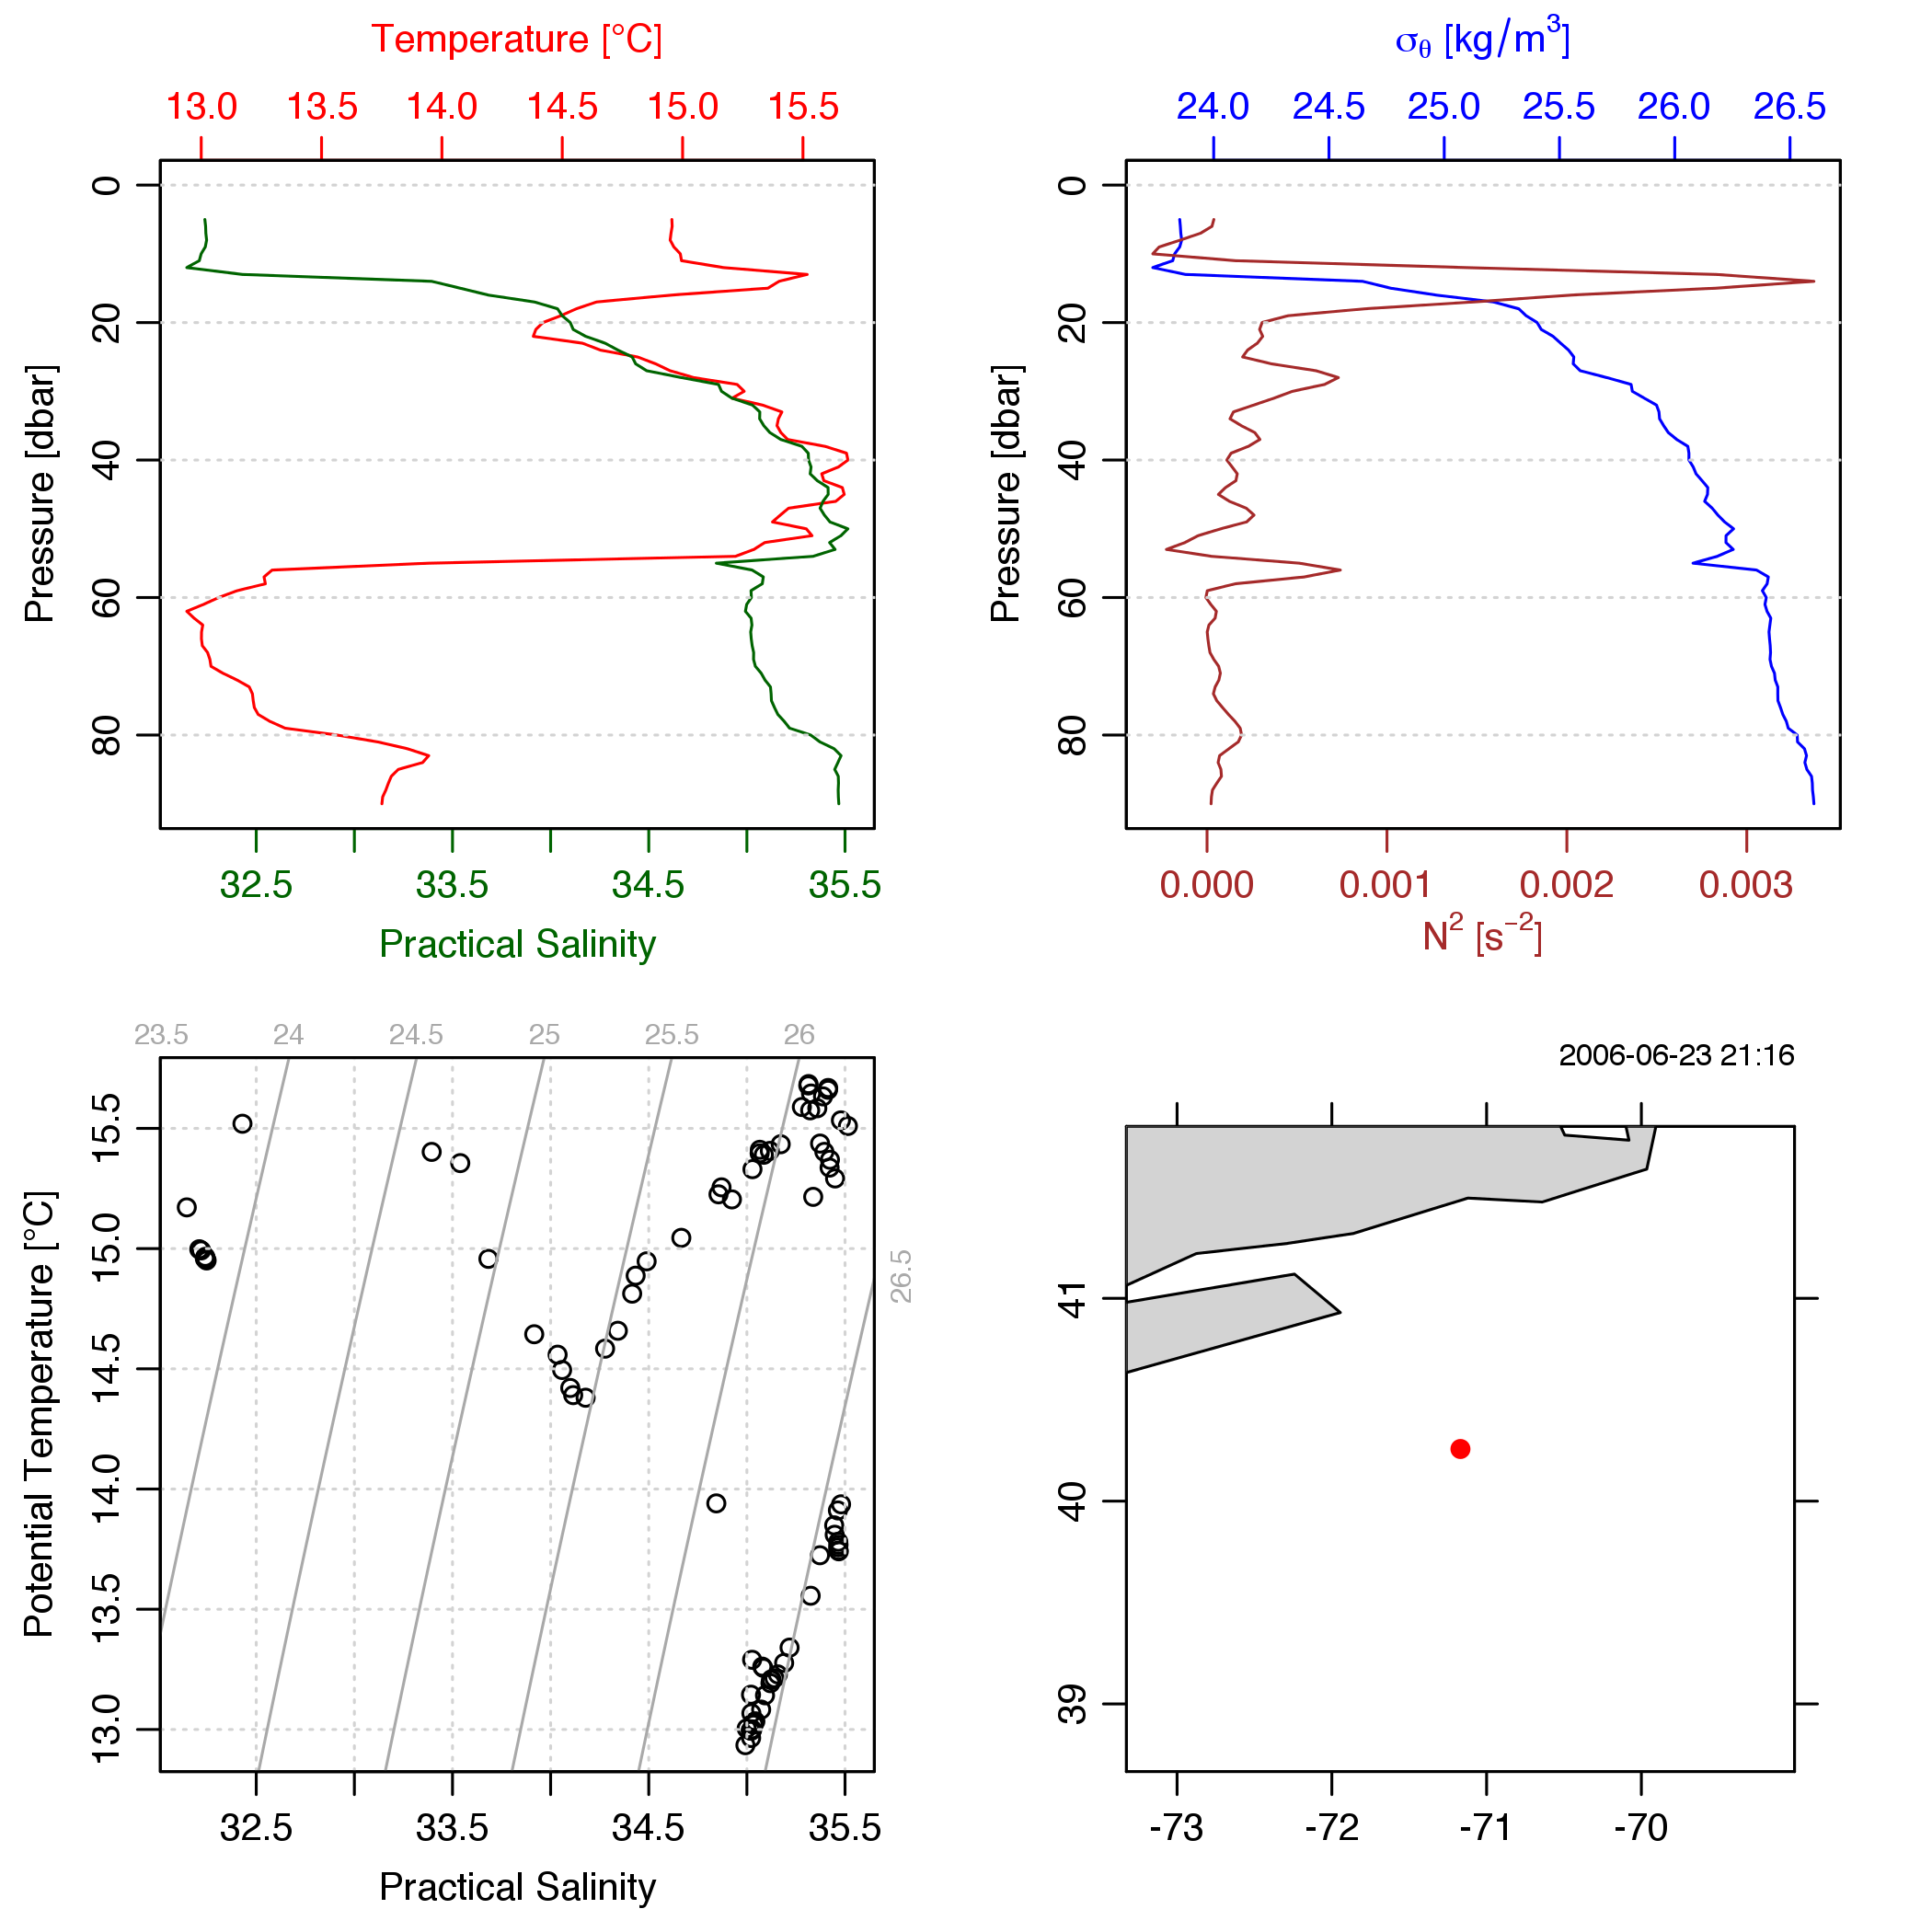 Temperature [°C]
13.0 13.5 14.0 14.5 15.0 15.5
0
20
40
60
80
Pressure [dbar]
32.5 33.5 34.5 35.5
Practical Salinity
σθ [kg/m³]
24.0 24.5 25.0 25.5 26.0 26.5
0
20
40
60
80
Pressure [dbar]
0.000 0.001 0.002 0.003
N² [s⁻²]
23.5 24 24.5 25 25.5 26
26.5
15.5
15.0
14.5
14.0
13.5
13.0
Potential Temperature [°C]
32.5 33.5 34.5 35.5
Practical Salinity
2006-06-23 21:16
41
40
39
-73 -72 -71 -70